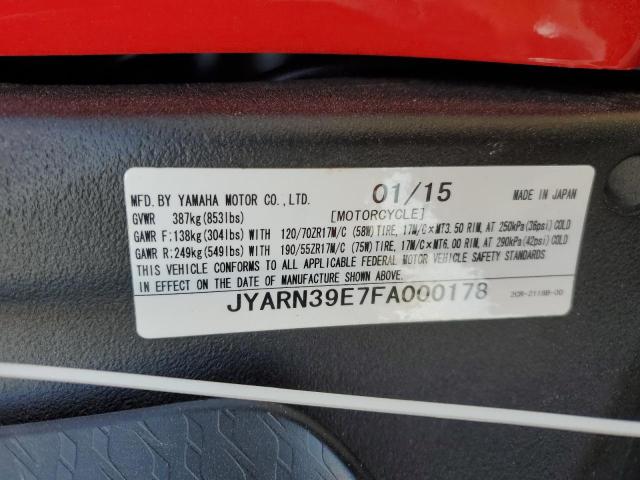 MFD. BY YAMAHA MOTOR CO.,LTD. 01/15 MADE IN JAPAN
GVWR 387kg(853lbs) [MOTORCYCLE]
GAWR F:138kg(304lbs) WITH 120/70ZR17M/C (58W)TIRE, 17M/C×MT3.50 RIM, AT 250kPa(36psi)COLD
GAWR R:249kg(549lbs) WITH 190/55ZR17M/C (75W)TIRE, 17M/C×MT6.00 RIM, AT 290kPa(42psi)COLD
THIS VEHICLE CONFORMS TO ALL APPLICABLE FEDERAL MOTOR VEHICLE SAFETY STANDARDS
IN EFFECT ON THE DATE OF MANUFACTURE SHOWN ABOVE.
JYARN39E7FA000178 2CR-2118B-00